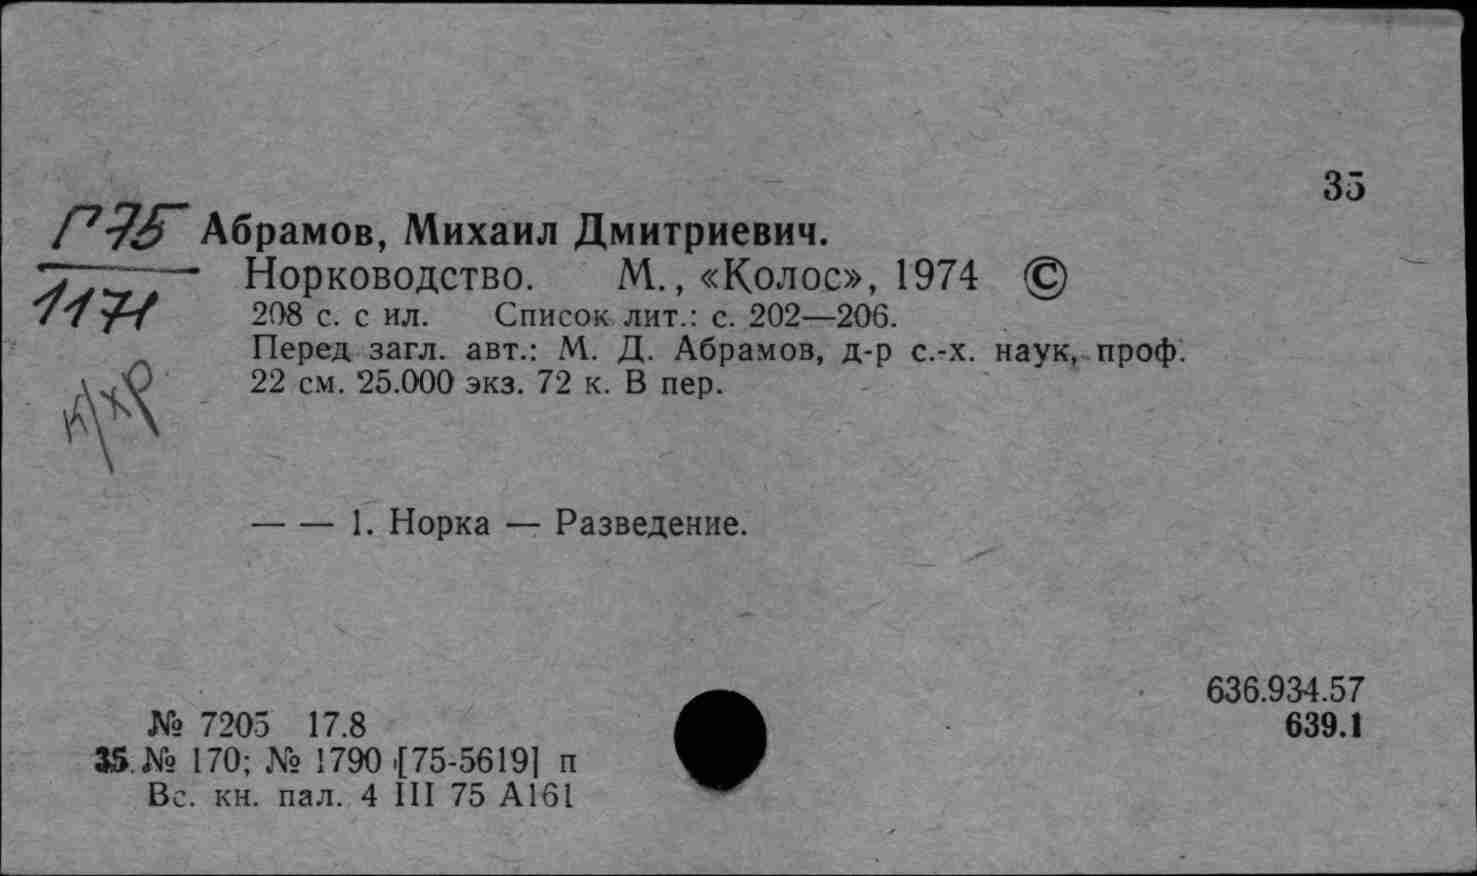 35
Г75 Абрамов, Михаил Дмитриевич.
Норководство. М., «Колос», 1974 ©
1171
208 с. с ил. Список лит.: с. 202—206.
Перед загл. авт.: М. Д. Абрамов, д-р с.-х. наук, проф.
22 см. 25.000 экз. 72 к. В пер.
к/хр
— — 1. Норка — Разведение.
636.934.57
639.1
№ 7205 17.8
35. № 170; № 1790 [75-5619] п
Вс. кн. пал. 4 III 75 А161